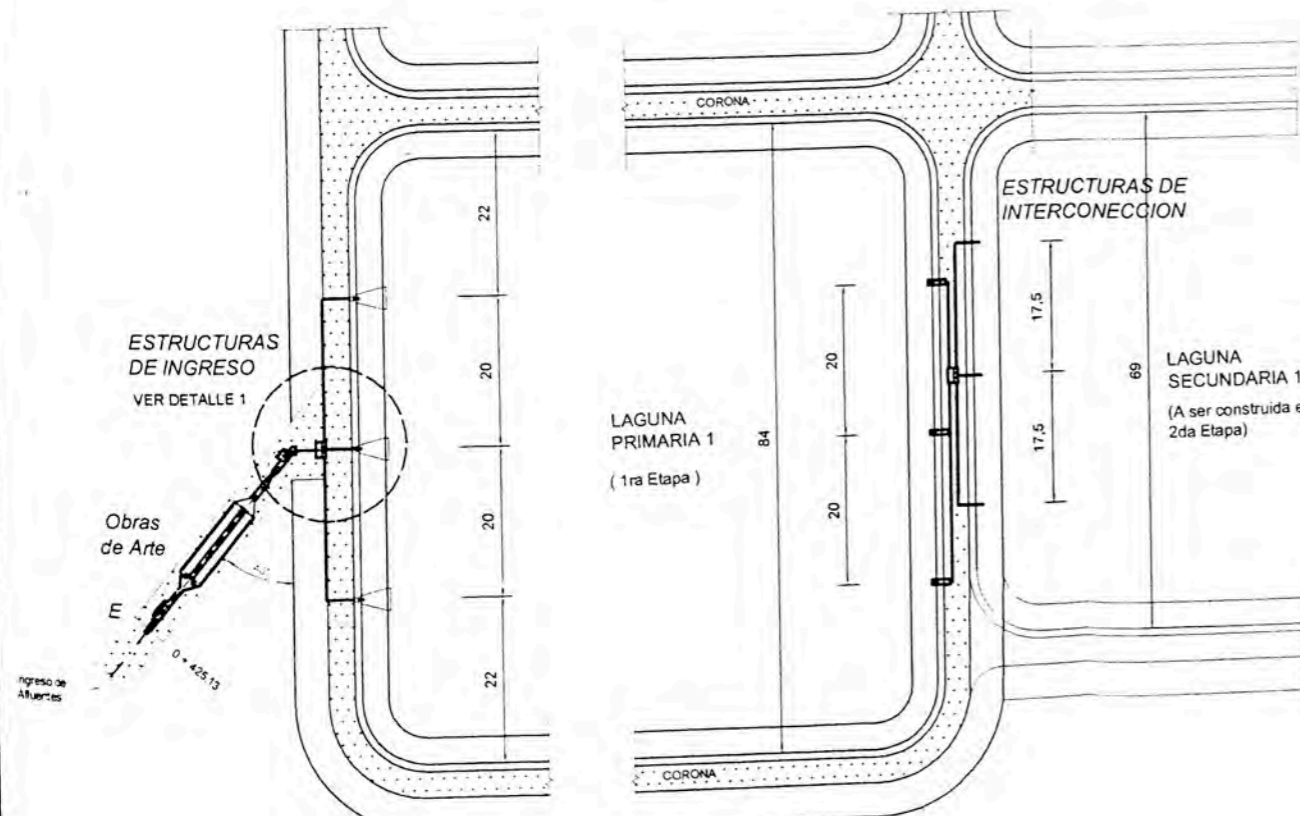 CORONA
ESTRUCTURAS DE
INTERCONECCION
22
20
20
22
ESTRUCTURAS
DE INGRESO
VER DETALLE 1
Obras
de Arte
E
0 + 425,13
ngreso de
Afluentes
LAGUNA
PRIMARIA 1
( 1ra Etapa )
84
20
20
17,5
17,5
69
LAGUNA
SECUNDARIA 1
(A ser construida e
2da Etapa)
CORONA